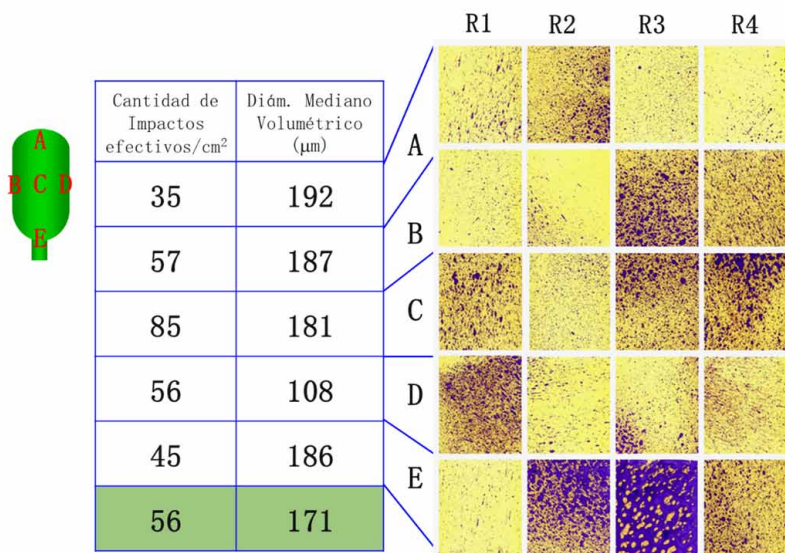 R1 R2 R3 R4
Cantidad de Impactos efectivos/cm² Diám. Mediano Volumétrico (μm)
A
B C D
E
A
35 192
B
57 187
C
85 181
D
56 108
E
45 186
56 171